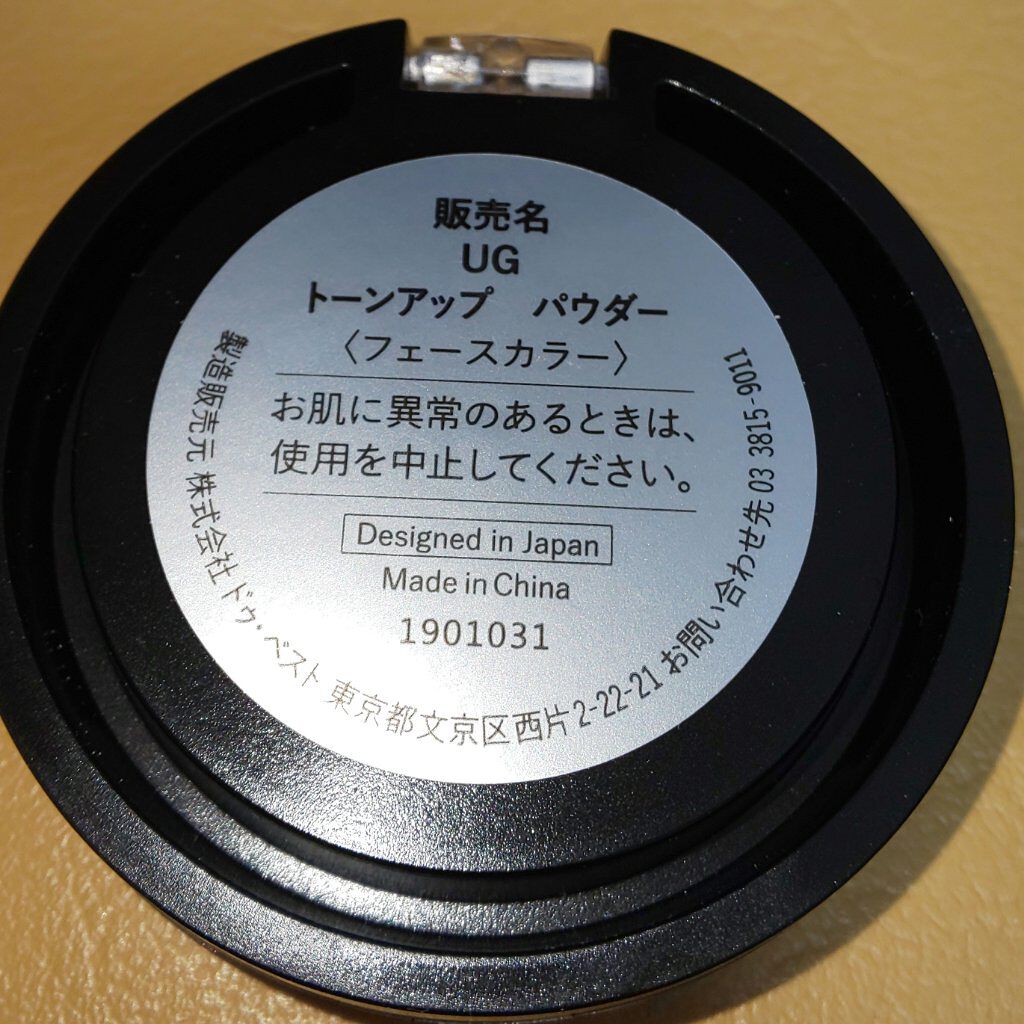 販売名
UG
トーンアップ　パウダー
〈フェースカラー〉
お肌に異常のあるときは、
使用を中止してください。
Designed in Japan
Made in China
1901031
製造販売元 株式会社 ドゥ・ベスト 東京都文京区西片2-22-21 お問い合わせ先 03 3815-9011